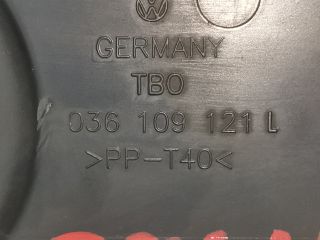 GERMANY
TBO
036 109 121 L
>PP-T40<